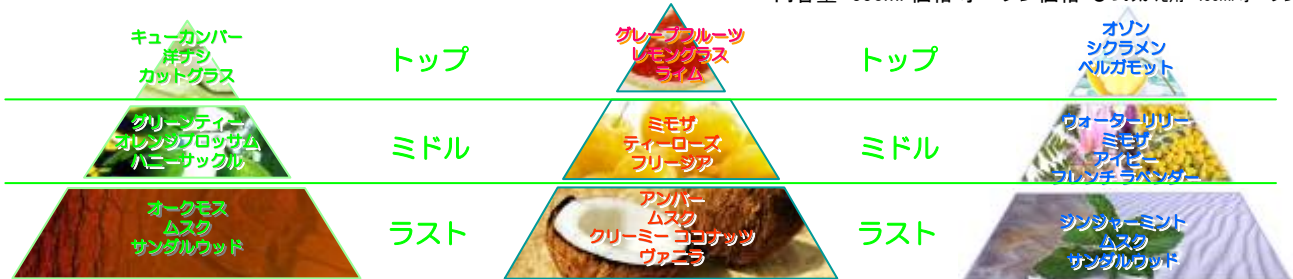 キューカンバー
洋ナシ
カットグラス
トップ
グレープフルーツ
レモングラス
ライム
トップ
オゾン
シクラメン
ベルガモット
グリーンティー
オレンジブロッサム
ハニーサックル
ミドル
ミモザ
ティーローズ
フリージア
ミドル
ウォーターリリー
ミモザ
アイビー
フレンチ ラベンダー
オークモス
ムスク
サンダルウッド
ラスト
アンバー
ムスク
クリーミー ココナッツ
ヴァニラ
ラスト
ジンジャーミント
ムスク
サンダルウッド